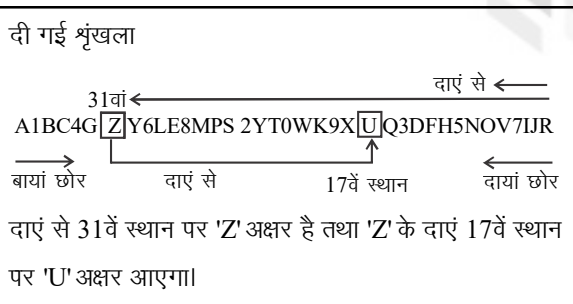 दी गई शृंखला
दाएं से
31वां
A1BC4G Z Y6LE8MPS 2YT0WK9X U Q3DFH5NOV7IJR
बायां छोर दाएं से 17वें स्थान दायां छोर
दाएं से 31वें स्थान पर 'Z' अक्षर है तथा 'Z' के दाएं 17वें स्थान
पर 'U' अक्षर आएगा।